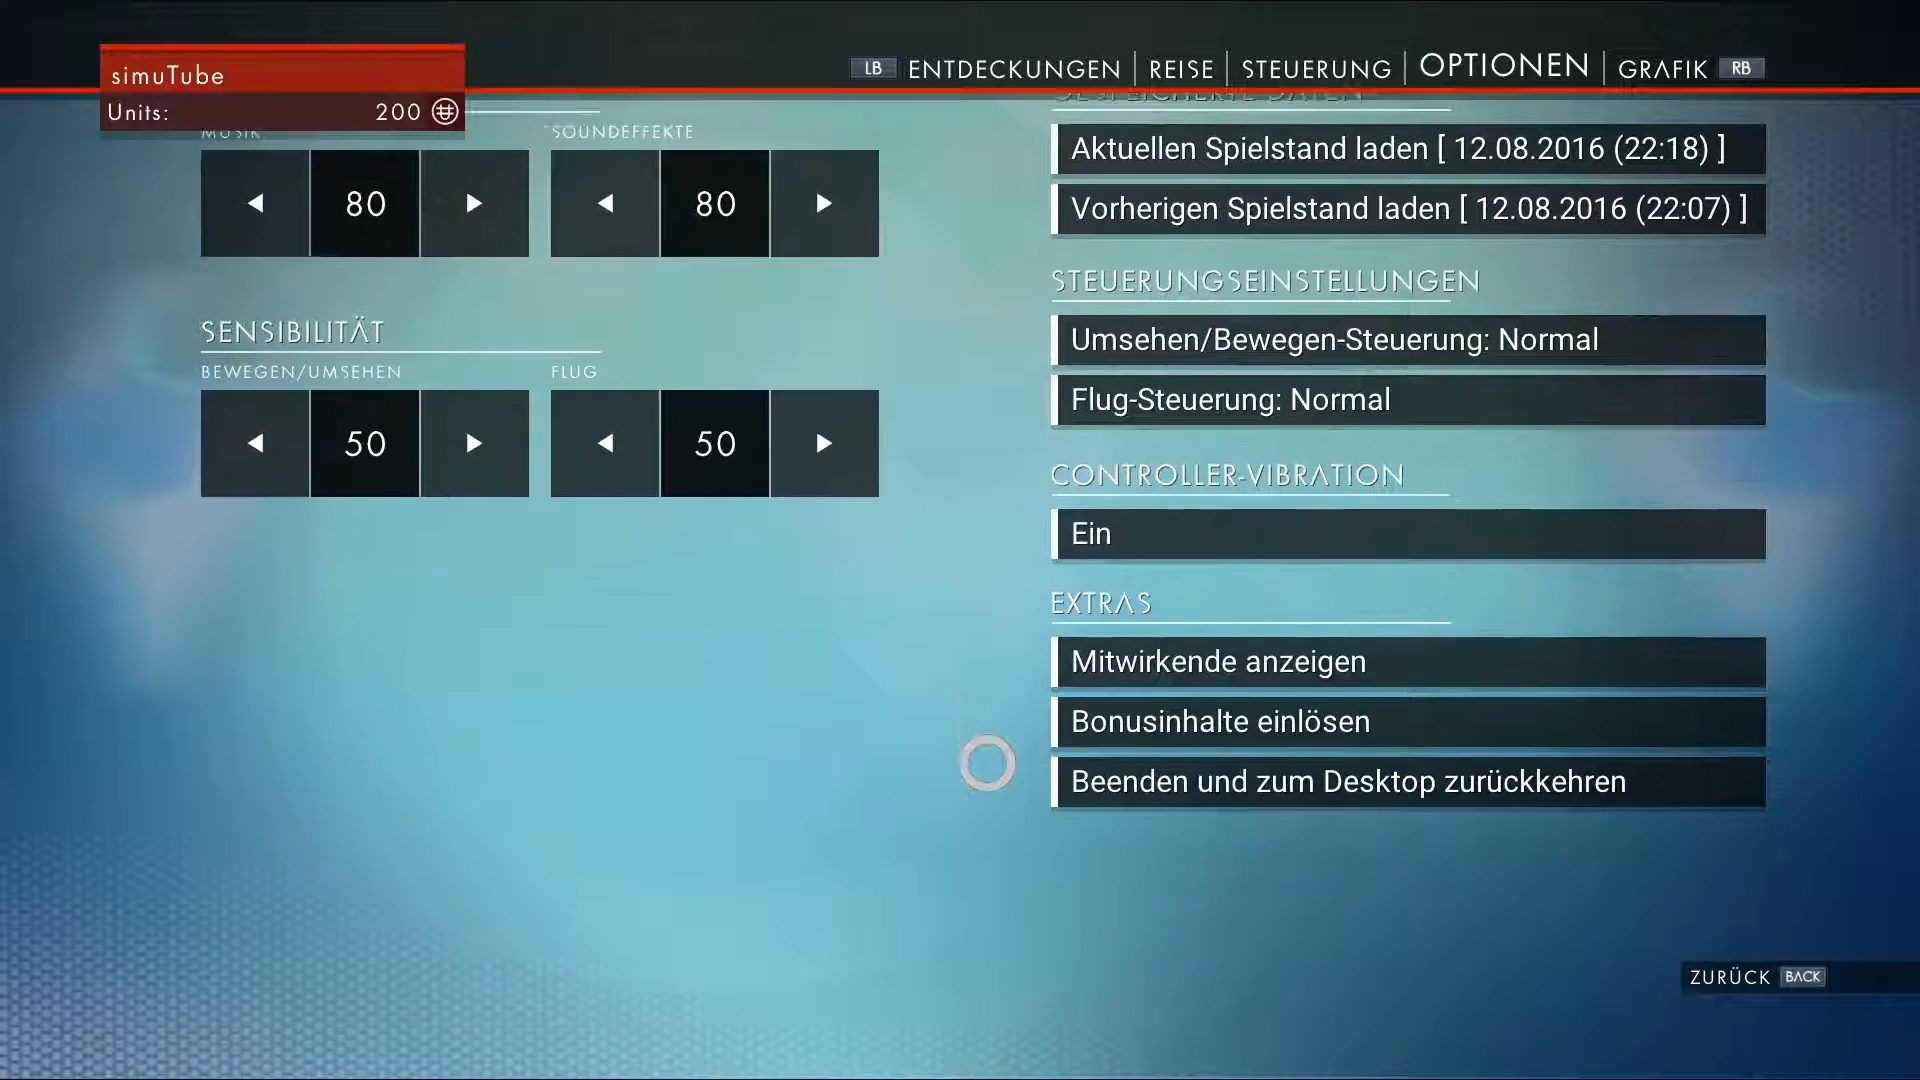 simuTube
Units: 200
LB ENTDECKUNGEN REISE STEUERUNG OPTIONEN GRAFIK RB
MUSIK
SOUNDEFFEKTE
80
80
SENSIBILITÄT
BEWEGEN/UMSEHEN
FLUG
50
50
GESPEICHERTE DATEN
Aktuellen Spielstand laden [ 12.08.2016 (22:18) ]
Vorherigen Spielstand laden [ 12.08.2016 (22:07) ]
STEUERUNGSEINSTELLUNGEN
Umsehen/Bewegen-Steuerung: Normal
Flug-Steuerung: Normal
CONTROLLER-VIBRATION
Ein
EXTRAS
Mitwirkende anzeigen
Bonusinhalte einlösen
Beenden und zum Desktop zurückkehren
ZURÜCK BACK